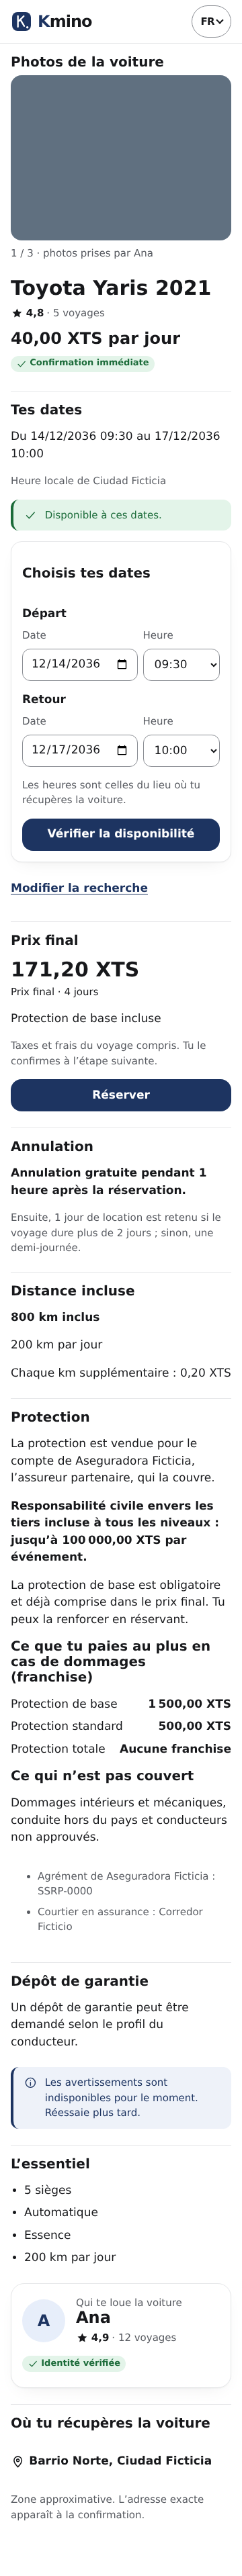 Kmino
FR
Photos de la voiture
1 / 3 · photos prises par Ana
Toyota Yaris 2021
★ 4,8 · 5 voyages
40,00 XTS par jour
Confirmation immédiate
Tes dates
Du 14/12/2036 09:30 au 17/12/2036
10:00
Heure locale de Ciudad Ficticia
Disponible à ces dates.
Choisis tes dates
Départ
Date Heure
12/14/2036 09:30
Retour
Date Heure
12/17/2036 10:00
Les heures sont celles du lieu où tu
récupères la voiture.
Vérifier la disponibilité
Modifier la recherche
Prix final
171,20 XTS
Prix final · 4 jours
Protection de base incluse
Taxes et frais du voyage compris. Tu le
confirmes à l’étape suivante.
Réserver
Annulation
Annulation gratuite pendant 1
heure après la réservation.
Ensuite, 1 jour de location est retenu si le
voyage dure plus de 2 jours ; sinon, une
demi-journée.
Distance incluse
800 km inclus
200 km par jour
Chaque km supplémentaire : 0,20 XTS
Protection
La protection est vendue pour le
compte de Aseguradora Ficticia,
l’assureur partenaire, qui la couvre.
Responsabilité civile envers les
tiers incluse à tous les niveaux :
jusqu’à 100 000,00 XTS par
événement.
La protection de base est obligatoire
et déjà comprise dans le prix final. Tu
peux la renforcer en réservant.
Ce que tu paies au plus en
cas de dommages
(franchise)
Protection de base 1 500,00 XTS
Protection standard 500,00 XTS
Protection totale Aucune franchise
Ce qui n’est pas couvert
Dommages intérieurs et mécaniques,
conduite hors du pays et conducteurs
non approuvés.
• Agrément de Aseguradora Ficticia :
SSRP-0000
• Courtier en assurance : Corredor
Ficticio
Dépôt de garantie
Un dépôt de garantie peut être
demandé selon le profil du
conducteur.
Les avertissements sont
indisponibles pour le moment.
Réessaie plus tard.
L’essentiel
• 5 sièges
• Automatique
• Essence
• 200 km par jour
A
Qui te loue la voiture
Ana
★ 4,9 · 12 voyages
Identité vérifiée
Où tu récupères la voiture
Barrio Norte, Ciudad Ficticia
Zone approximative. L’adresse exacte
apparaît à la confirmation.